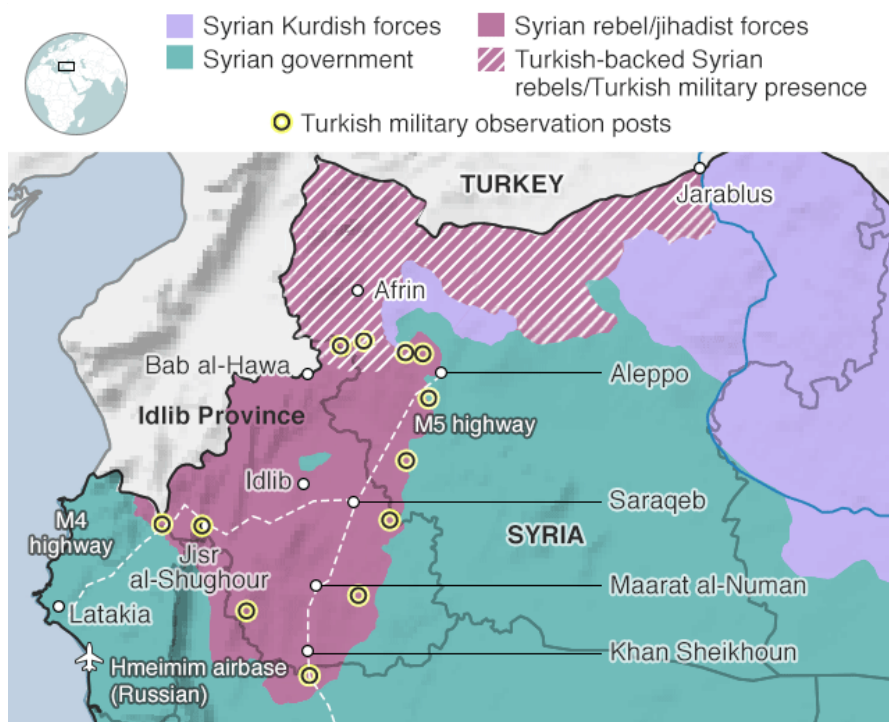 Syrian Kurdish forces
Syrian government
Syrian rebel/jihadist forces
Turkish-backed Syrian
rebels/Turkish military presence
Turkish military observation posts
TURKEY
Jarablus
Afrin
Bab al-Hawa
Aleppo
Idlib Province
M5 highway
Idlib
Saraqeb
M4
highway
SYRIA
Jisr
al-Shughour
Maarat al-Numan
Latakia
Khan Sheikhoun
Hmeimim airbase
(Russian)